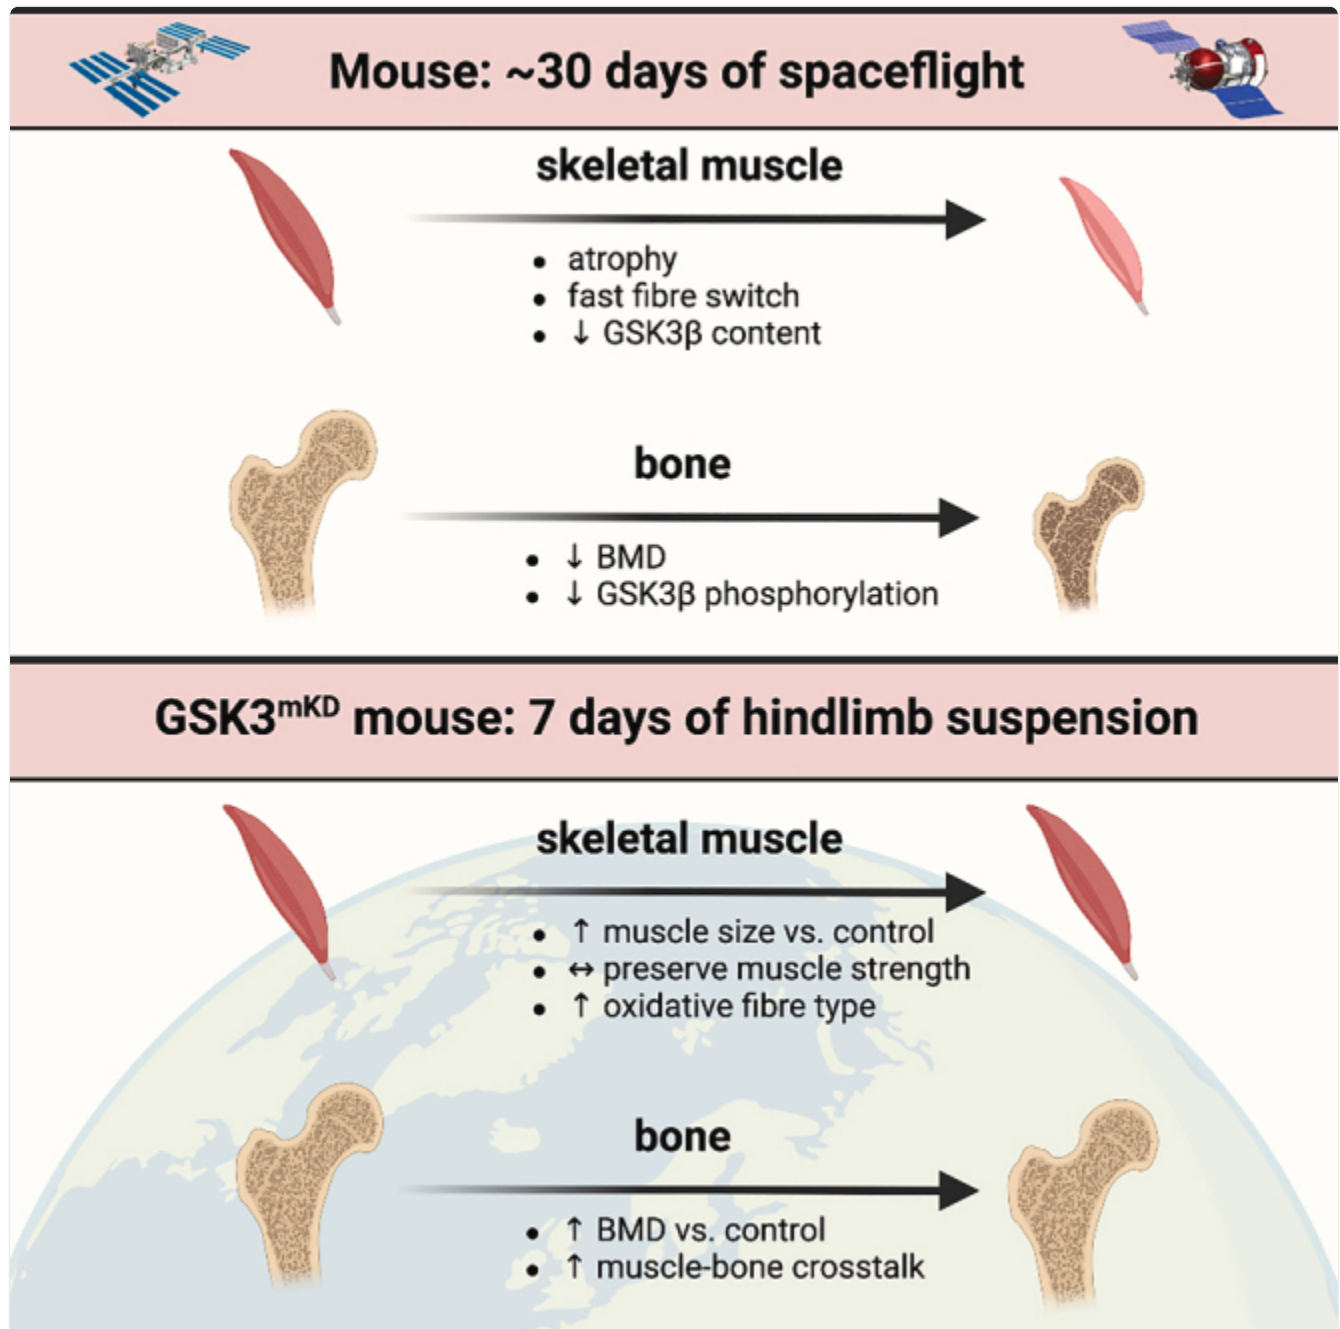 Mouse: ~30 days of spaceflight
skeletal muscle
• atrophy
• fast fibre switch
• ↓ GSK3β content
bone
• ↓ BMD
• ↓ GSK3β phosphorylation
GSK3ᵐᴷᴰ mouse: 7 days of hindlimb suspension
skeletal muscle
• ↑ muscle size vs. control
• ↔ preserve muscle strength
• ↑ oxidative fibre type
bone
• ↑ BMD vs. control
• ↑ muscle-bone crosstalk